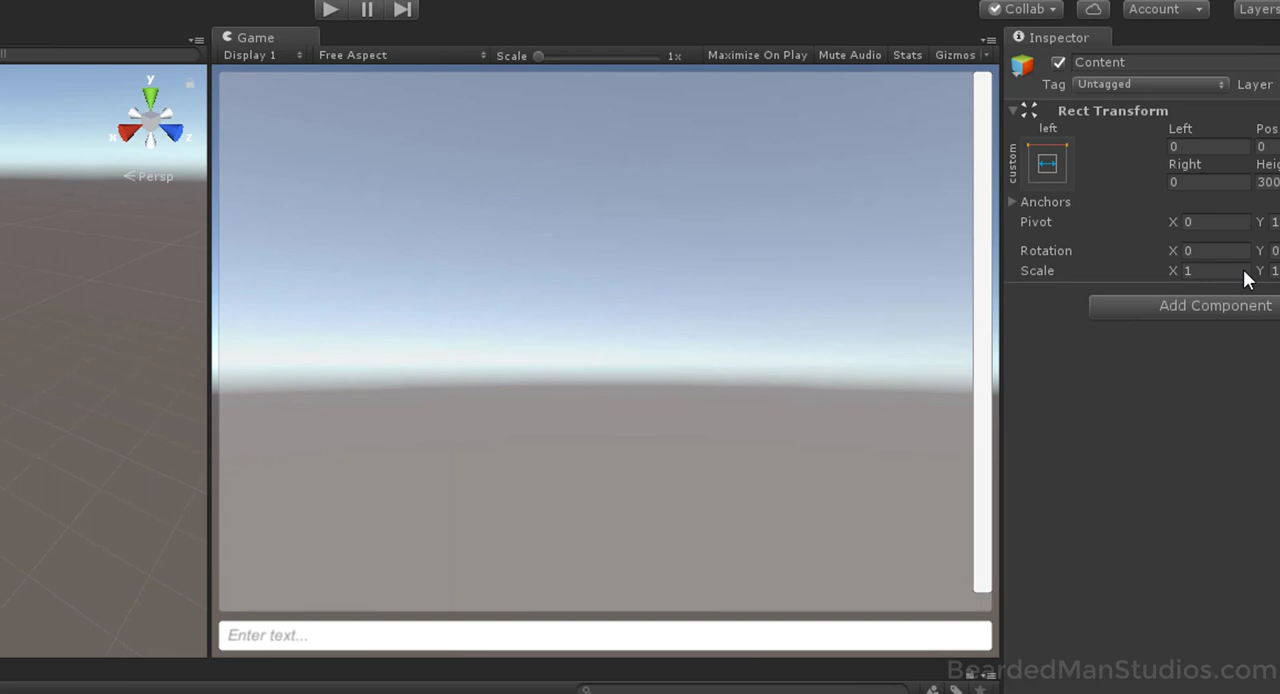 Collab
Account
Layers
Game
Inspector
Display 1
Free Aspect
Scale
1x
Maximize On Play
Mute Audio
Stats
Gizmos
Content
Tag Untagged Layer
y
x
z
Persp
Rect Transform
left
custom
Left Pos
0 0
Right Hei
0 300
Anchors
Pivot X 0 Y 1
Rotation X 0 Y 0
Scale X 1 Y 1
Add Component
Enter text...
BeardedManStudios.com